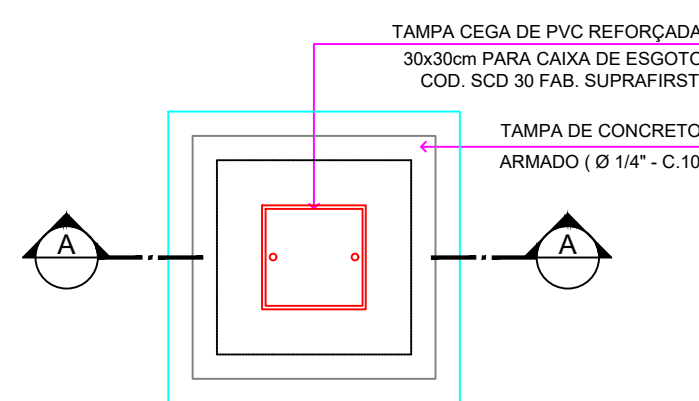 TAMPA CEGA DE PVC REFORÇADA
30x30cm PARA CAIXA DE ESGOTO
COD. SCD 30 FAB. SUPRAFIRST
TAMPA DE CONCRETO
ARMADO ( Ø 1/4" - C.10
A
A